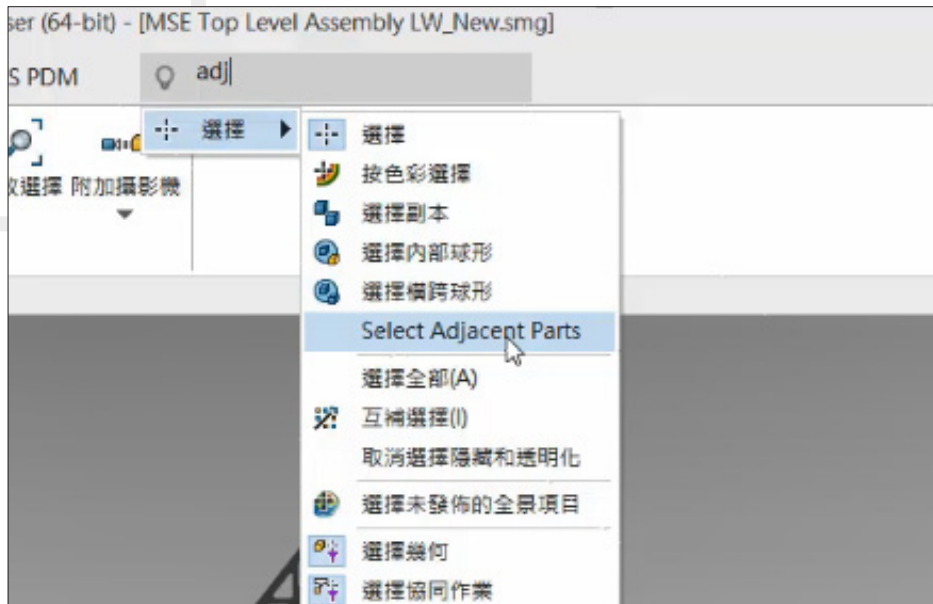 ser (64-bit) - [MSE Top Level Assembly LW_New.smg]
S PDM
adj
選擇
選擇
按色彩選擇
選擇副本
選擇內部球形
選擇橫跨球形
Select Adjacent Parts
選擇全部(A)
互補選擇(I)
取消選擇隱藏和透明化
選擇未發佈的全景項目
選擇幾何
選擇協同作業
選擇 附加攝影機